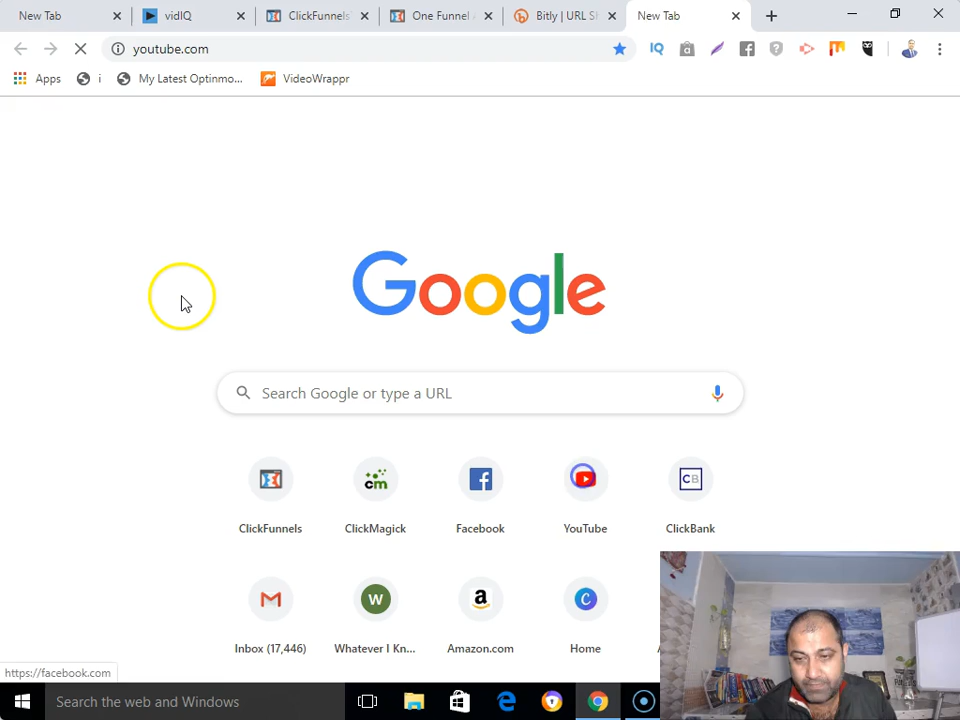 New Tab
vidIQ
ClickFunnels
One Funnel
Bitly | URL Sh
New Tab
youtube.com
Apps
i
My Latest Optinmo...
VideoWrappr
Google
Search Google or type a URL
ClickFunnels
ClickMagick
Facebook
YouTube
ClickBank
Inbox (17,446)
Whatever I Kn...
Amazon.com
Home
https://facebook.com
Search the web and Windows